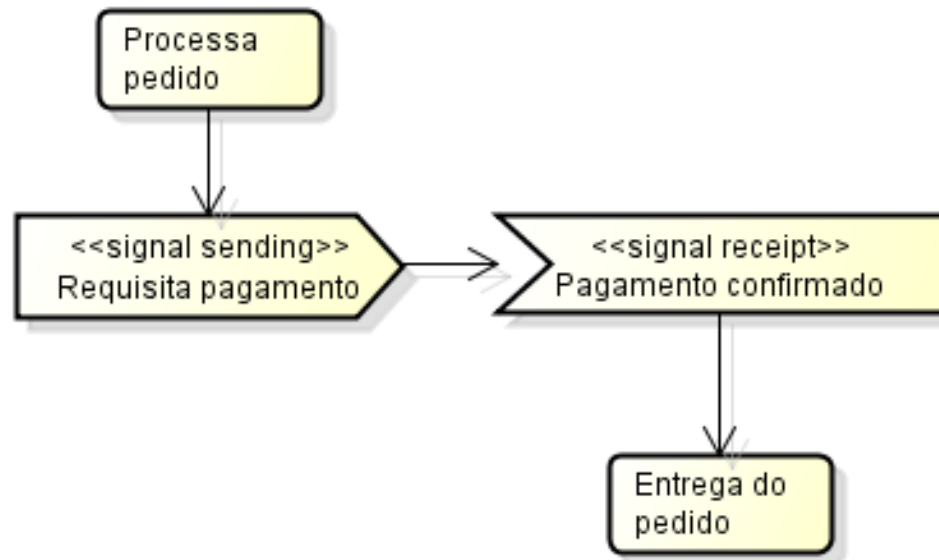 Processa
pedido
<<signal sending>>
Requisita pagamento
<<signal receipt>>
Pagamento confirmado
Entrega do
pedido